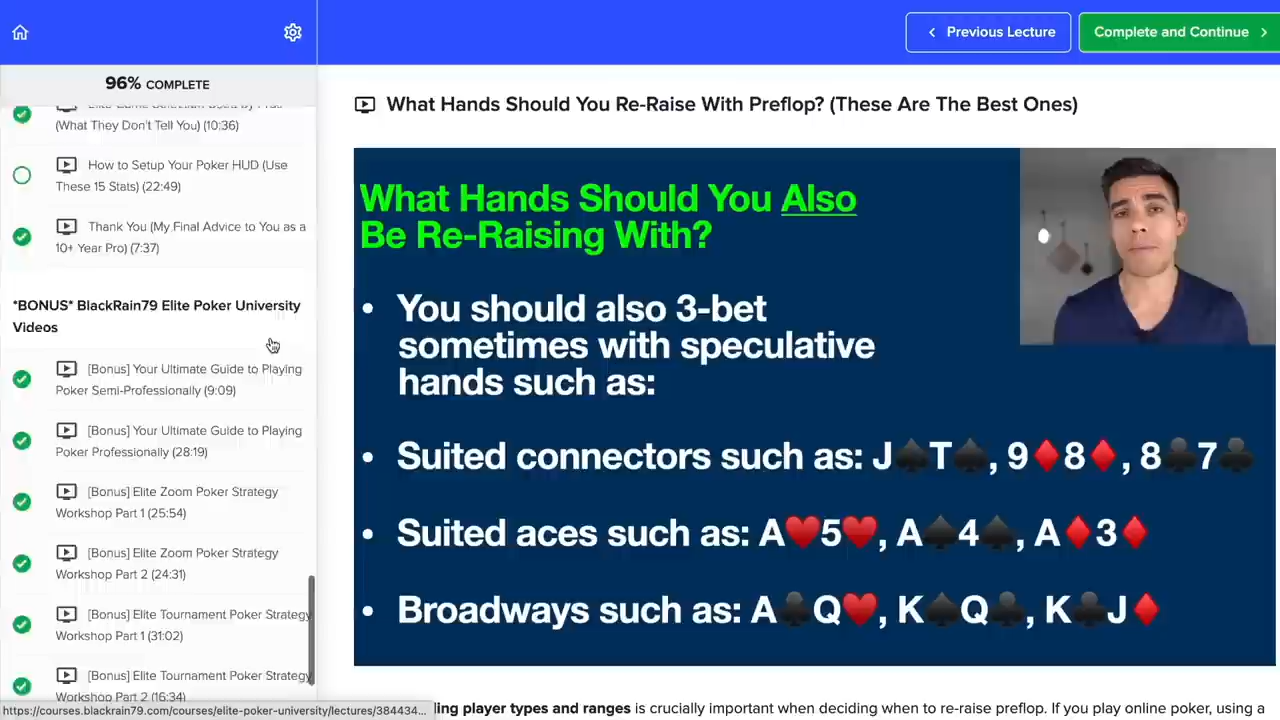 Previous Lecture
Complete and Continue
96% COMPLETE
(What They Don't Tell You) (10:36)
How to Setup Your Poker HUD (Use
These 15 Stats) (22:49)
Thank You (My Final Advice to You as a
10+ Year Pro) (7:37)
*BONUS* BlackRain79 Elite Poker University
Videos
[Bonus] Your Ultimate Guide to Playing
Poker Semi-Professionally (9:09)
[Bonus] Your Ultimate Guide to Playing
Poker Professionally (28:19)
[Bonus] Elite Zoom Poker Strategy
Workshop Part 1 (25:54)
[Bonus] Elite Zoom Poker Strategy
Workshop Part 2 (24:31)
[Bonus] Elite Tournament Poker Strategy
Workshop Part 1 (31:02)
[Bonus] Elite Tournament Poker Strategy
Workshop Part 2 (16:34)
https://courses.blackrain79.com/courses/elite-poker-university/lectures/384434...
What Hands Should You Re-Raise With Preflop? (These Are The Best Ones)
What Hands Should You Also
Be Re-Raising With?
• You should also 3-bet
sometimes with speculative
hands such as:
• Suited connectors such as: J♠T♠, 9♦8♦, 8♣7♣
• Suited aces such as: A♥5♥, A♠4♠, A♦3♦
• Broadways such as: A♣Q♥, K♠Q♣, K♣J♦
player types and ranges is crucially important when deciding when to re-raise preflop. If you play online poker, using a